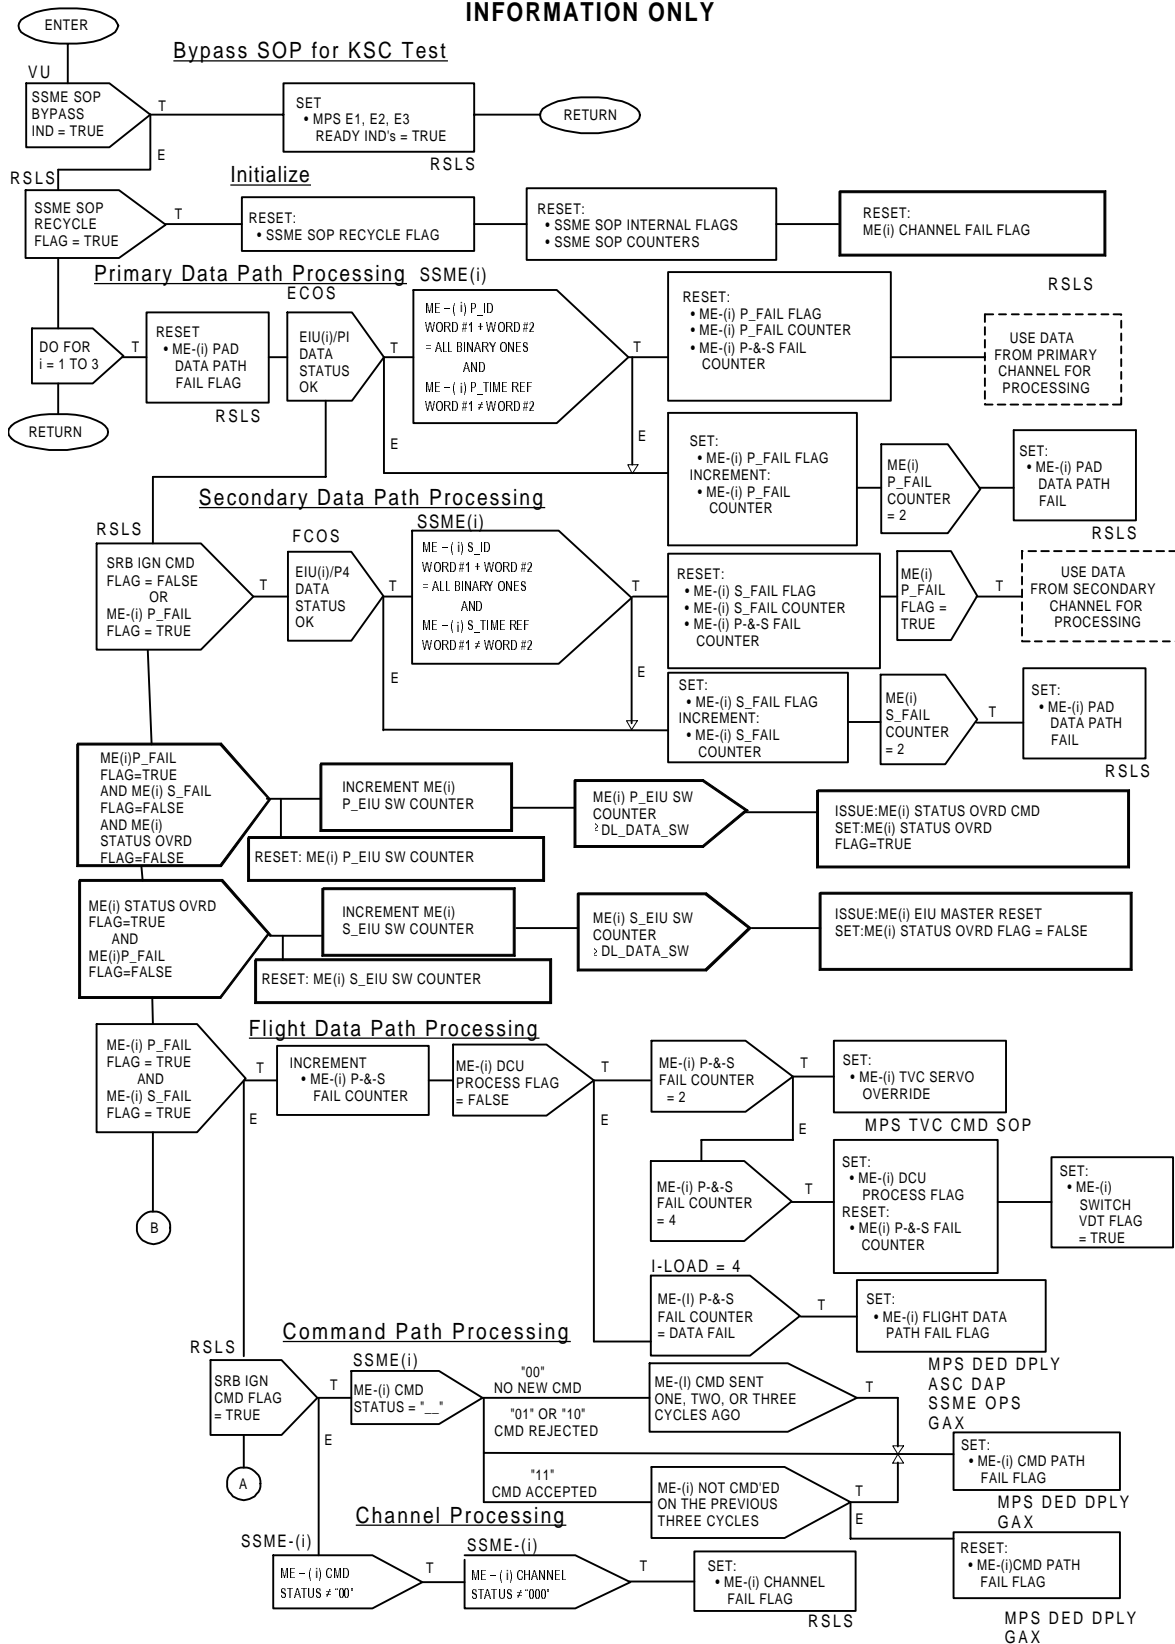 INFORMATION ONLY
ENTER
Bypass SOP for KSC Test
VU
SSME SOP
BYPASS
IND = TRUE
T
E
SET
• MPS E1, E2, E3
READY IND's = TRUE
RSLS
RETURN
RSLS
Initialize
SSME SOP
RECYCLE
FLAG = TRUE
T
RESET:
• SSME SOP RECYCLE FLAG
RESET:
• SSME SOP INTERNAL FLAGS
• SSME SOP COUNTERS
RESET:
ME(i) CHANNEL FAIL FLAG
Primary Data Path Processing
DO FOR
i = 1 TO 3
T
RETURN
RESET
• ME-(i) PAD
DATA PATH
FAIL FLAG
RSLS
ECOS
EIU(i)/PI
DATA
STATUS
OK
T
E
SSME(i)
ME – ( i) P_ID
WORD #1 + WORD #2
= ALL BINARY ONES
AND
ME – ( i) P_TIME REF
WORD #1 ≠ WORD #2
T
E
RESET:
• ME-(i) P_FAIL FLAG
• ME-(i) P_FAIL COUNTER
• ME-(i) P-&-S FAIL
COUNTER
RSLS
USE DATA
FROM PRIMARY
CHANNEL FOR
PROCESSING
SET:
• ME-(i) P_FAIL FLAG
INCREMENT:
• ME-(i) P_FAIL
COUNTER
ME(i)
P_FAIL
COUNTER
= 2
T
SET:
• ME-(i) PAD
DATA PATH
FAIL
RSLS
Secondary Data Path Processing
RSLS
SRB IGN CMD
FLAG = FALSE
OR
ME-(i) P_FAIL
FLAG = TRUE
T
FCOS
EIU(i)/P4
DATA
STATUS
OK
T
E
SSME(i)
ME – ( i) S_ID
WORD #1 + WORD #2
= ALL BINARY ONES
AND
ME – ( i) S_TIME REF
WORD #1 ≠ WORD #2
T
E
RESET:
• ME-(i) S_FAIL FLAG
• ME-(i) S_FAIL COUNTER
• ME-(i) P-&-S FAIL
COUNTER
ME(i)
P_FAIL
FLAG =
TRUE
T
USE DATA
FROM SECONDARY
CHANNEL FOR
PROCESSING
SET:
• ME-(i) S_FAIL FLAG
INCREMENT:
• ME-(i) S_FAIL
COUNTER
ME(i)
S_FAIL
COUNTER
= 2
T
SET:
• ME-(i) PAD
DATA PATH
FAIL
RSLS
ME(i)P_FAIL
FLAG=TRUE
AND ME(i) S_FAIL
FLAG=FALSE
AND ME(i)
STATUS OVRD
FLAG=FALSE
INCREMENT ME(i)
P_EIU SW COUNTER
RESET: ME(i) P_EIU SW COUNTER
ME(i) P_EIU SW
COUNTER
≥ DL_DATA_SW
ISSUE:ME(i) STATUS OVRD CMD
SET:ME(i) STATUS OVRD
FLAG=TRUE
ME(i) STATUS OVRD
FLAG=TRUE
AND
ME(i)P_FAIL
FLAG=FALSE
INCREMENT ME(i)
S_EIU SW COUNTER
RESET: ME(i) S_EIU SW COUNTER
ME(i) S_EIU SW
COUNTER
≥ DL_DATA_SW
ISSUE:ME(i) EIU MASTER RESET
SET:ME(i) STATUS OVRD FLAG = FALSE
Flight Data Path Processing
ME-(i) P_FAIL
FLAG = TRUE
AND
ME-(i) S_FAIL
FLAG = TRUE
T
E
B
INCREMENT
• ME-(i) P-&-S
FAIL COUNTER
ME-(i) DCU
PROCESS FLAG
= FALSE
T
E
ME-(i) P-&-S
FAIL COUNTER
= 2
T
E
SET:
• ME-(i) TVC SERVO
OVERRIDE
MPS TVC CMD SOP
ME-(i) P-&-S
FAIL COUNTER
= 4
T
SET:
• ME-(i) DCU
PROCESS FLAG
RESET:
• ME(i) P-&-S FAIL
COUNTER
SET:
• ME-(i)
SWITCH
VDT FLAG
= TRUE
I-LOAD = 4
ME-(I) P-&-S
FAIL COUNTER
= DATA FAIL
T
SET:
• ME-(i) FLIGHT DATA
PATH FAIL FLAG
MPS DED DPLY
ASC DAP
SSME OPS
GAX
Command Path Processing
RSLS
SRB IGN
CMD FLAG
= TRUE
T
E
A
SSME(i)
ME-(i) CMD
STATUS = "__"
"00"
NO NEW CMD
"01" OR "10"
CMD REJECTED
"11"
CMD ACCEPTED
ME-(I) CMD SENT
ONE, TWO, OR THREE
CYCLES AGO
T
SET:
• ME-(i) CMD PATH
FAIL FLAG
MPS DED DPLY
GAX
ME-(i) NOT CMD'ED
ON THE PREVIOUS
THREE CYCLES
T
E
RESET:
• ME-(i)CMD PATH
FAIL FLAG
MPS DED DPLY
GAX
Channel Processing
SSME-(i)
ME – ( i) CMD
STATUS ≠ "00"
T
SSME-(i)
ME – ( i) CHANNEL
STATUS ≠ "000"
T
SET:
• ME-(i) CHANNEL
FAIL FLAG
RSLS